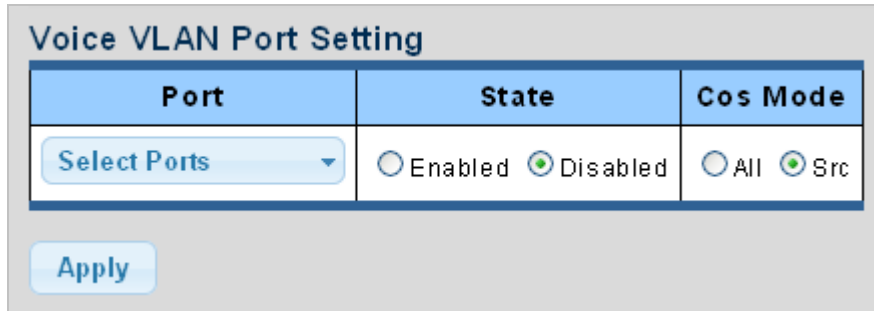 Voice VLAN Port Setting
Port State Cos Mode
Select Ports Enabled Disabled All Src
Apply